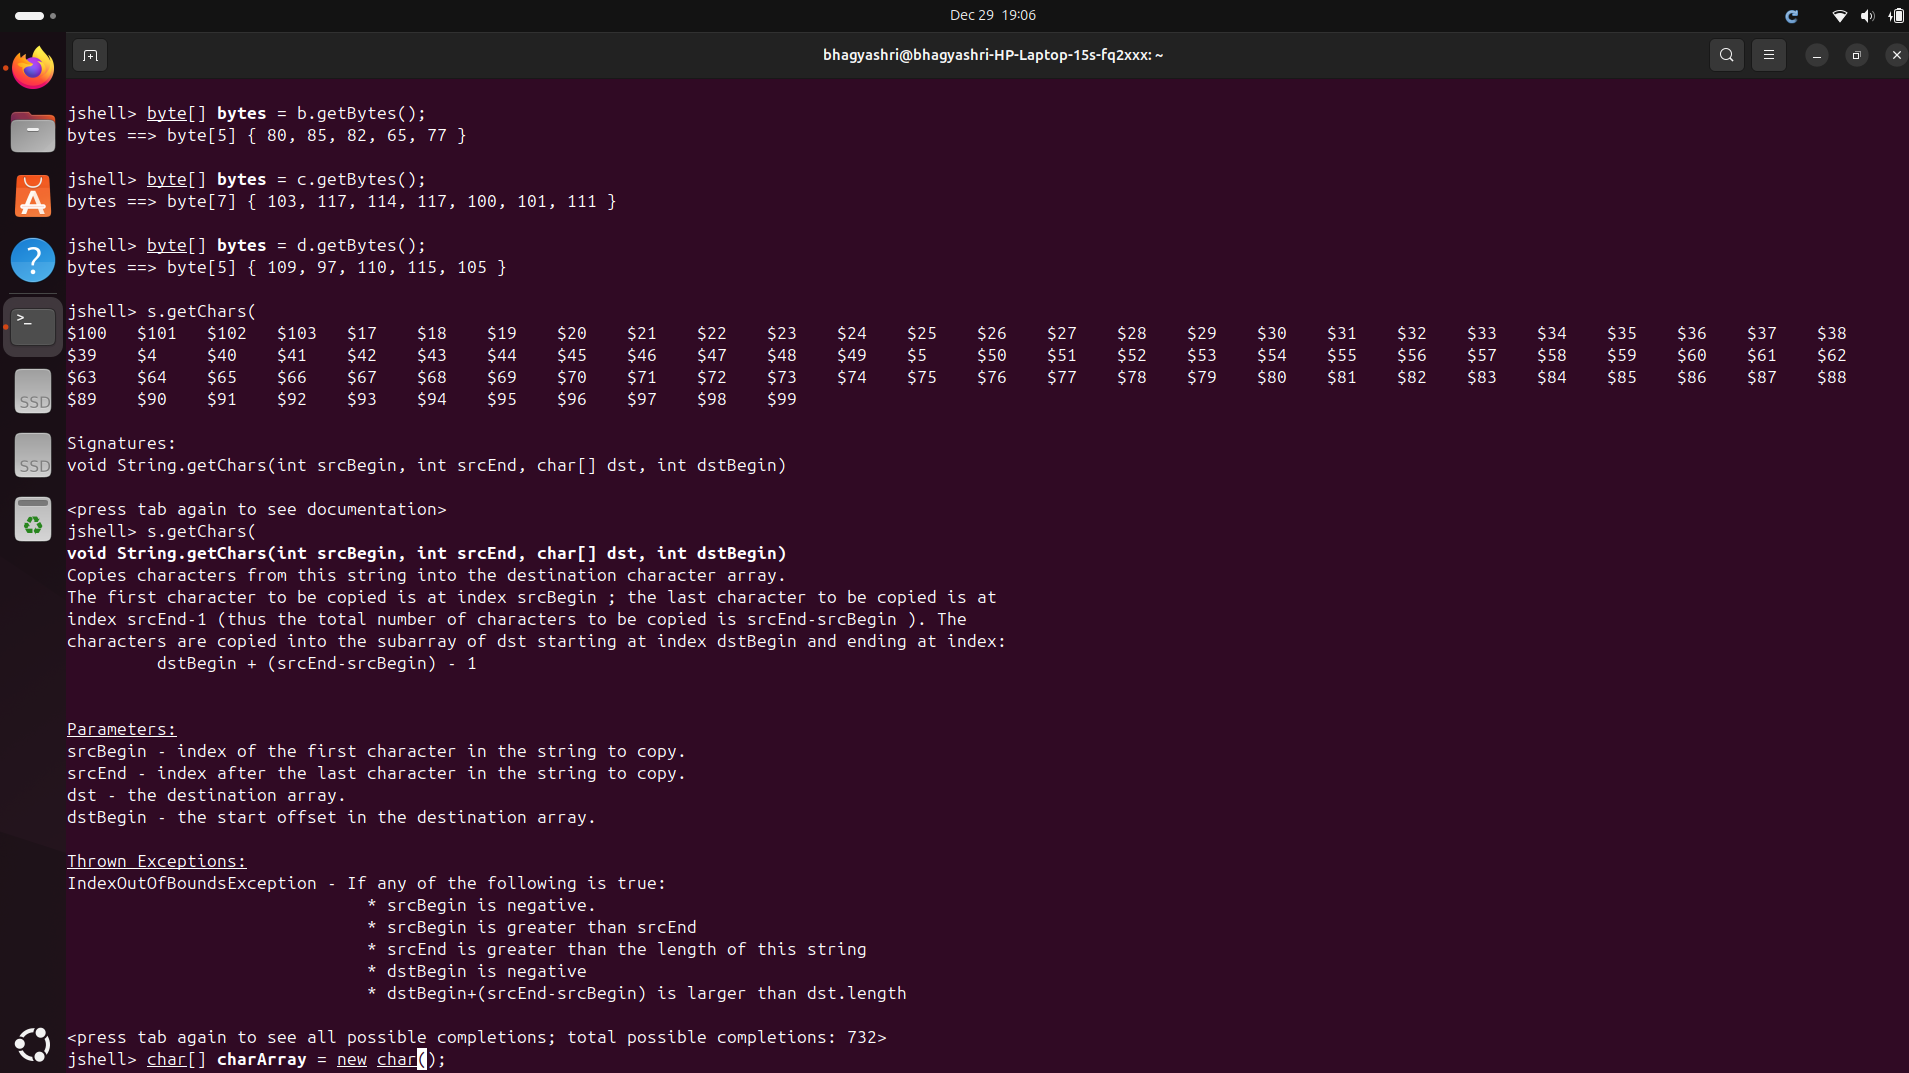 Dec 29 19:06
bhagyashri@bhagyashri-HP-Laptop-15s-fq2xxx: ~
jshell> byte[] bytes = b.getBytes();
bytes ==> byte[5] { 80, 85, 82, 65, 77 }
jshell> byte[] bytes = c.getBytes();
bytes ==> byte[7] { 103, 117, 114, 117, 100, 101, 111 }
jshell> byte[] bytes = d.getBytes();
bytes ==> byte[5] { 109, 97, 110, 115, 105 }
jshell> s.getChars(
$100 $101 $102 $103 $17 $18 $19 $20 $21 $22 $23 $24 $25 $26 $27 $28 $29 $30 $31 $32 $33 $34 $35 $36 $37 $38
$39 $4 $40 $41 $42 $43 $44 $45 $46 $47 $48 $49 $5 $50 $51 $52 $53 $54 $55 $56 $57 $58 $59 $60 $61 $62
$63 $64 $65 $66 $67 $68 $69 $70 $71 $72 $73 $74 $75 $76 $77 $78 $79 $80 $81 $82 $83 $84 $85 $86 $87 $88
$89 $90 $91 $92 $93 $94 $95 $96 $97 $98 $99
Signatures:
void String.getChars(int srcBegin, int srcEnd, char[] dst, int dstBegin)
<press tab again to see documentation>
jshell> s.getChars(
void String.getChars(int srcBegin, int srcEnd, char[] dst, int dstBegin)
Copies characters from this string into the destination character array.
The first character to be copied is at index srcBegin ; the last character to be copied is at
index srcEnd-1 (thus the total number of characters to be copied is srcEnd-srcBegin ). The
characters are copied into the subarray of dst starting at index dstBegin and ending at index:
dstBegin + (srcEnd-srcBegin) - 1
Parameters:
srcBegin - index of the first character in the string to copy.
srcEnd - index after the last character in the string to copy.
dst - the destination array.
dstBegin - the start offset in the destination array.
Thrown Exceptions:
IndexOutOfBoundsException - If any of the following is true:
* srcBegin is negative.
* srcBegin is greater than srcEnd
* srcEnd is greater than the length of this string
* dstBegin is negative
* dstBegin+(srcEnd-srcBegin) is larger than dst.length
<press tab again to see all possible completions; total possible completions: 732>
jshell> char[] charArray = new char();
SSD
SSD